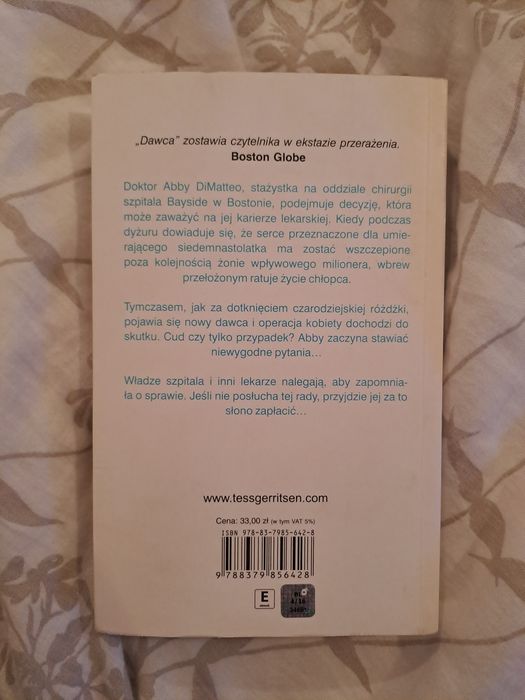 „Dawca” zostawia czytelnika w ekstazie przerażenia.
Boston Globe
Doktor Abby DiMatteo, stażystka na oddziale chirurgii
szpitala Bayside w Bostonie, podejmuje decyzję, która
może zaważyć na jej karierze lekarskiej. Kiedy podczas
dyżuru dowiaduje się, że serce przeznaczone dla umie-
rającego siedemnastolatka ma zostać wszczepione
poza kolejnością żonie wpływowego milionera, wbrew
przełożonym ratuje życie chłopca.
Tymczasem, jak za dotknięciem czarodziejskiej różdżki,
pojawia się nowy dawca i operacja kobiety dochodzi do
skutku. Cud czy tylko przypadek? Abby zaczyna stawiać
niewygodne pytania…
Władze szpitala i inni lekarze nalegają, aby zapomnia-
ła o sprawie. Jeśli nie posłucha tej rady, przyjdzie jej za to
słono zapłacić…
www.tessgerritsen.com
Cena: 33,00 zł (w tym VAT 5%)
ISBN 978-83-7985-642-8
9 788379 856428
E